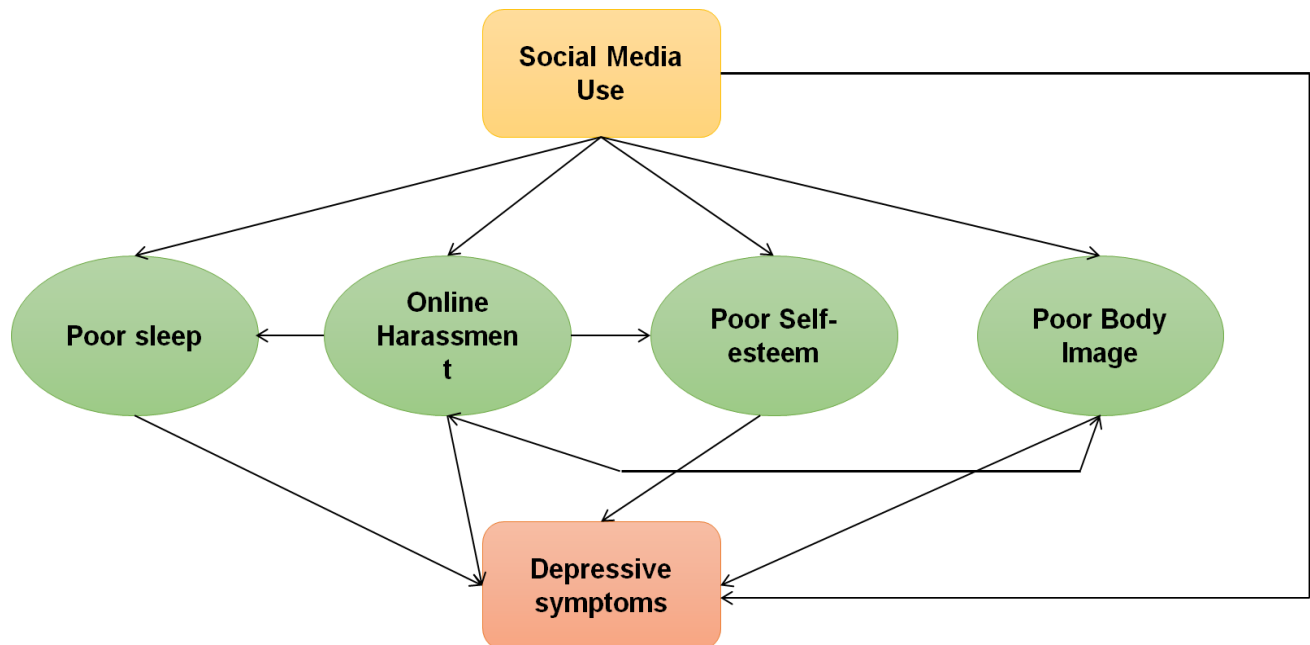 Social Media
Use
Poor sleep
Online
Harassmen
t
Poor Self-
esteem
Poor Body
Image
Depressive
symptoms